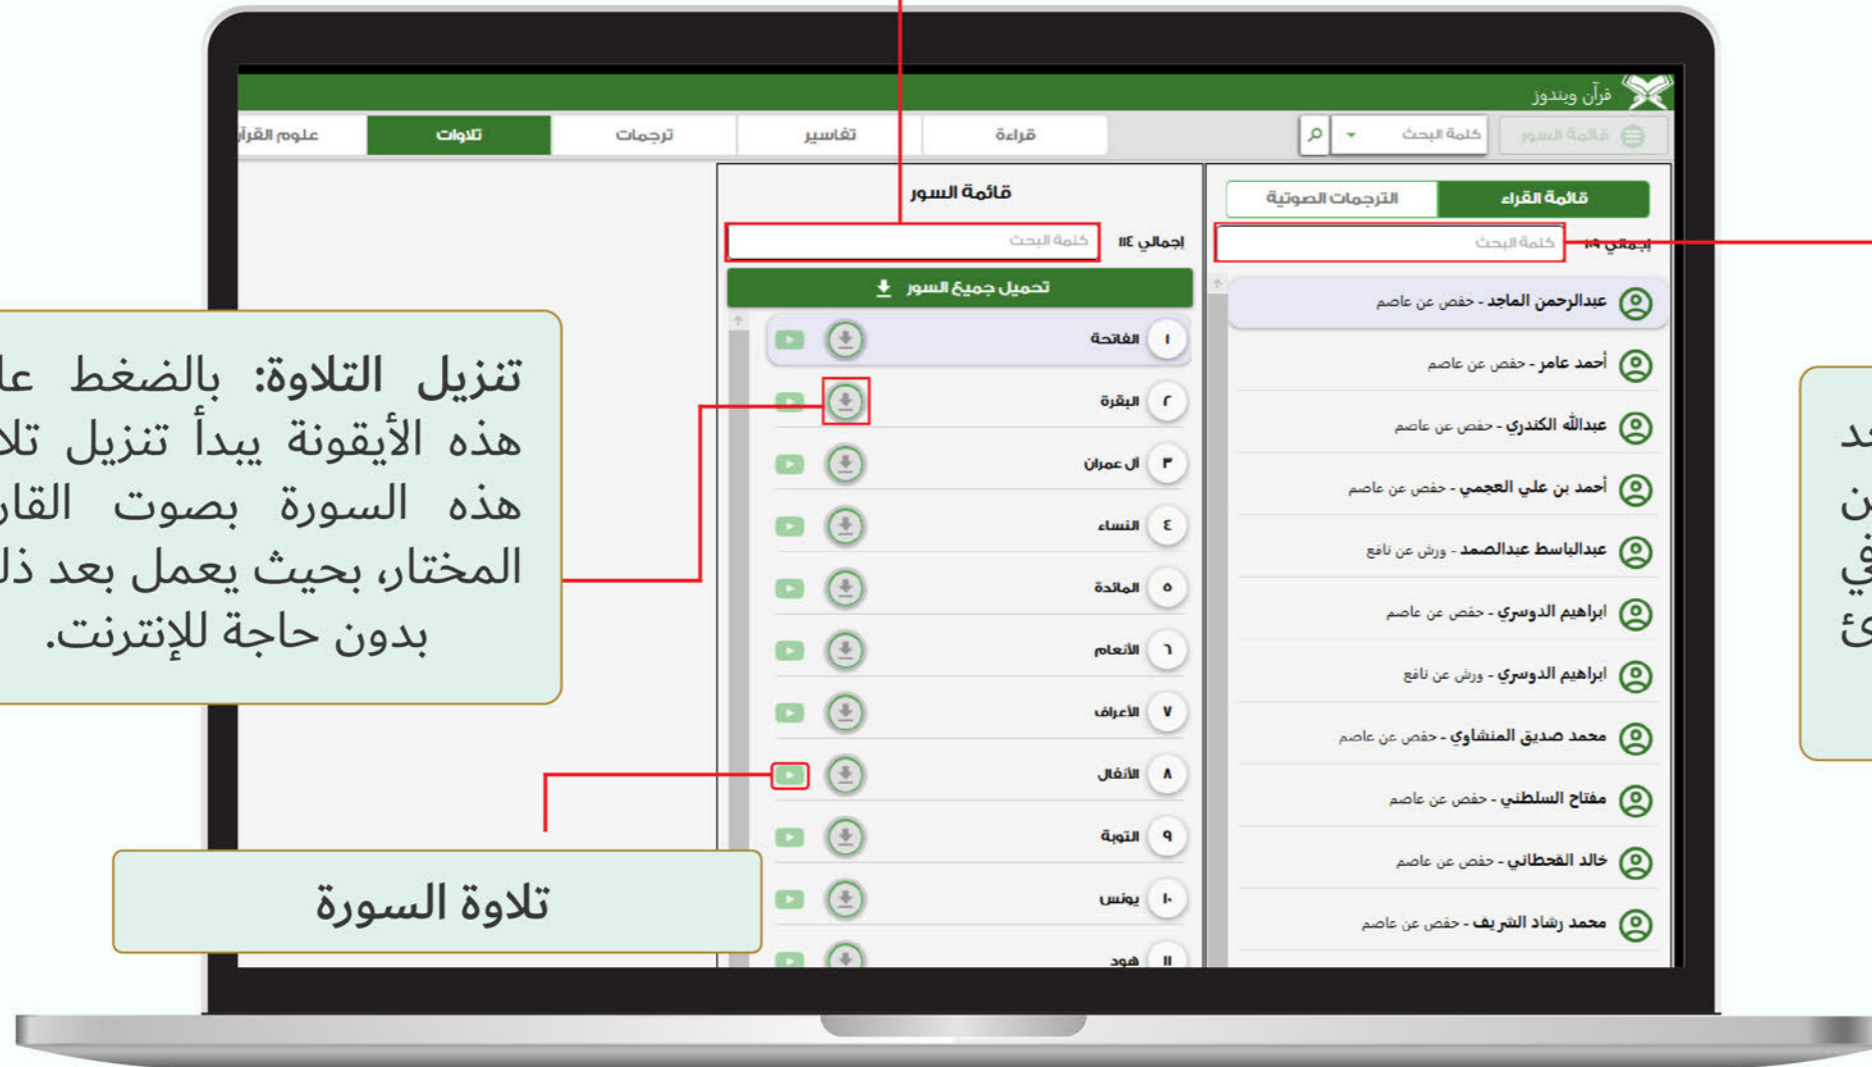 قرآن ويندوز
قائمة السور
كلمة البحث
قراءة
تفاسير
ترجمات
تلاوات
علوم القرآن
قائمة القراء
الترجمات الصوتية
إجمالي ١٠٩
كلمة البحث
عبدالرحمن الماجد - حفص عن عاصم
أحمد عامر - حفص عن عاصم
عبدالله الكندري - حفص عن عاصم
أحمد بن علي العجمي - حفص عن عاصم
عبدالباسط عبدالصمد - ورش عن نافع
ابراهيم الدوسري - حفص عن عاصم
ابراهيم الدوسري - ورش عن نافع
محمد صديق المنشاوي - حفص عن عاصم
مفتاح السلطني - حفص عن عاصم
خالد القحطاني - حفص عن عاصم
محمد رشاد الشريف - حفص عن عاصم
قائمة السور
إجمالي ١١٤
كلمة البحث
تحميل جميع السور
١ الفاتحة
٢ البقرة
٣ آل عمران
٤ النساء
٥ المائدة
٦ الأنعام
٧ الأعراف
٨ الأنفال
٩ التوبة
١٠ يونس
١١ هود
تنزيل التلاوة: بالضغط
هذه الأيقونة يبدأ تنزيل
هذه السورة بصوت
المختار، بحيث يعمل بعد
بدون حاجة للإنترنت.
تلاوة السورة